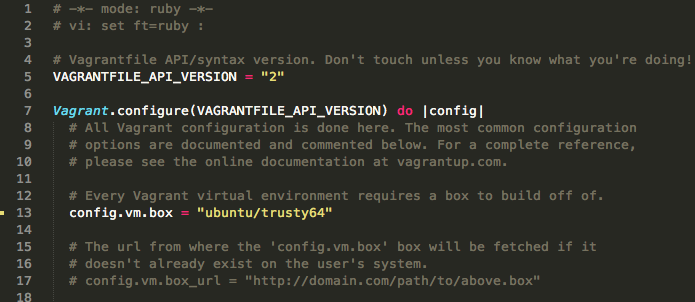 1 # -*- mode: ruby -*-
2 # vi: set ft=ruby :
3
4 # Vagrantfile API/syntax version. Don't touch unless you know what you're doing!
5 VAGRANTFILE_API_VERSION = "2"
6
7 Vagrant.configure(VAGRANTFILE_API_VERSION) do |config|
8 # All Vagrant configuration is done here. The most common configuration
9 # options are documented and commented below. For a complete reference,
10 # please see the online documentation at vagrantup.com.
11
12 # Every Vagrant virtual environment requires a box to build off of.
13 config.vm.box = "ubuntu/trusty64"
14
15 # The url from where the 'config.vm.box' box will be fetched if it
16 # doesn't already exist on the user's system.
17 # config.vm.box_url = "http://domain.com/path/to/above.box"
18